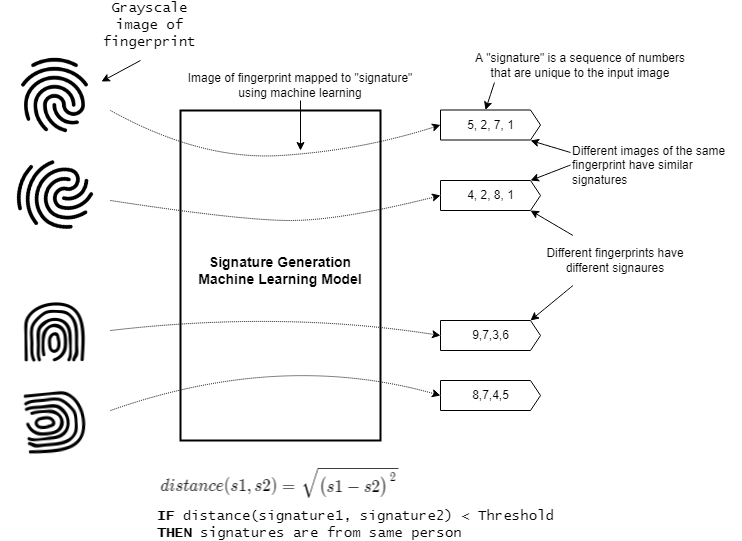 Grayscale
image of
fingerprint
A "signature" is a sequence of numbers
that are unique to the input image
Image of fingerprint mapped to "signature"
using machine learning
5, 2, 7, 1
Different images of the same
fingerprint have similar
signatures
4, 2, 8, 1
Different fingerprints have
different signaures
Signature Generation
Machine Learning Model
9,7,3,6
8,7,4,5
distance(s1, s2) = √(s1 − s2)²
IF distance(signature1, signature2) < Threshold
THEN signatures are from same person